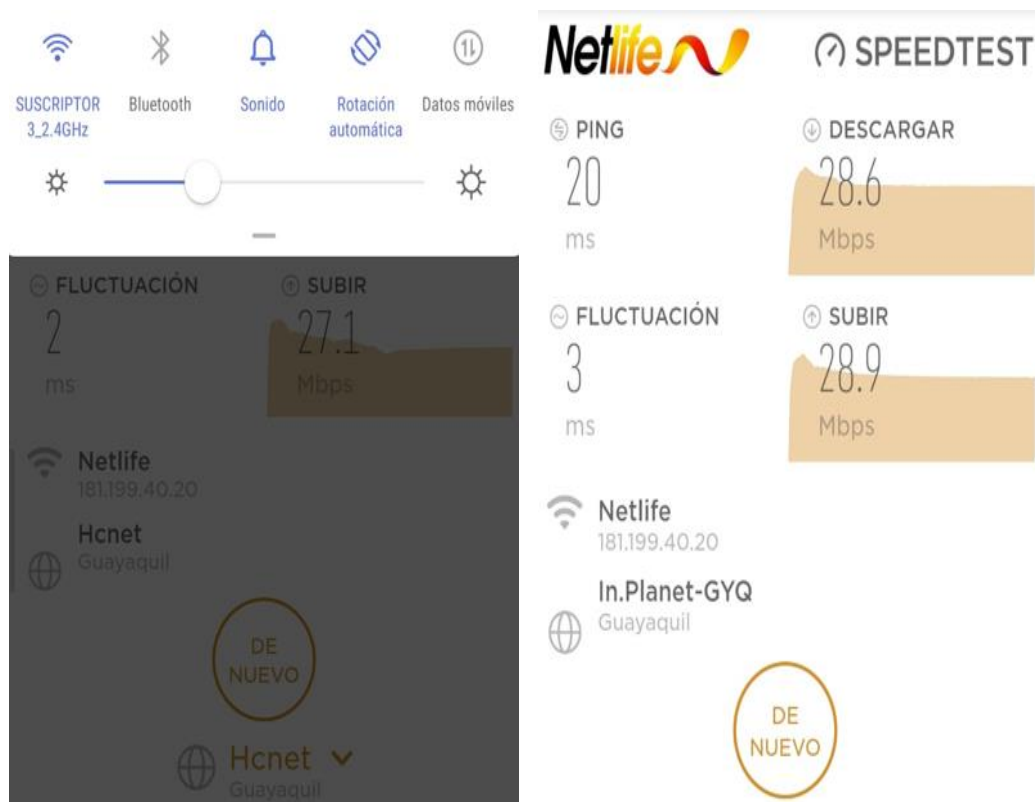 SUSCRIPTOR
3_2.4GHz
Bluetooth
Sonido
Rotación
automática
Datos móviles
FLUCTUACIÓN
2
ms
SUBIR
27.1
Mbps
Netlife
181.199.40.20
Hcnet
Guayaquil
DE
NUEVO
Hcnet
Guayaquil
Netlife
SPEEDTEST
PING
20
ms
DESCARGAR
28.6
Mbps
FLUCTUACIÓN
3
ms
SUBIR
28.9
Mbps
Netlife
181.199.40.20
In.Planet-GYQ
Guayaquil
DE
NUEVO